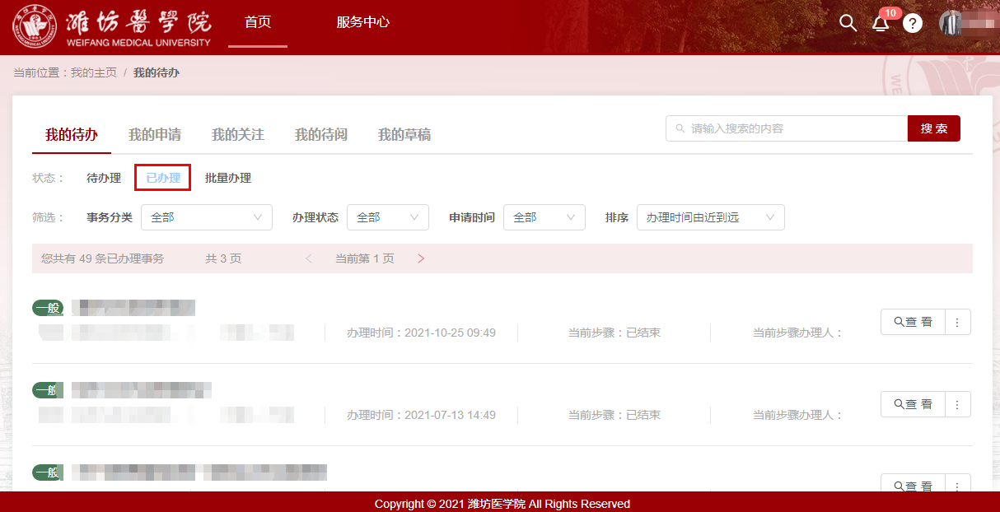 濰坊醫學院 首页 服务中心 10 ?
WEIFANG MEDICAL UNIVERSITY
当前位置：我的主页 / 我的待办
我的待办 我的申请 我的关注 我的待阅 我的草稿 请输入搜索的内容 搜 索
状态： 待办理 已办理 批量办理
筛选： 事务分类 全部 办理状态 全部 申请时间 全部 排序 办理时间由近到远
您共有 49 条已办理事务 共 3 页 < 当前第 1 页 >
一般
办理时间：2021-10-25 09:49 当前步骤：已结束 当前步骤办理人： 查 看
一般
办理时间：2021-07-13 14:49 当前步骤：已结束 当前步骤办理人： 查 看
一般
查 看
Copyright © 2021 潍坊医学院 All Rights Reserved